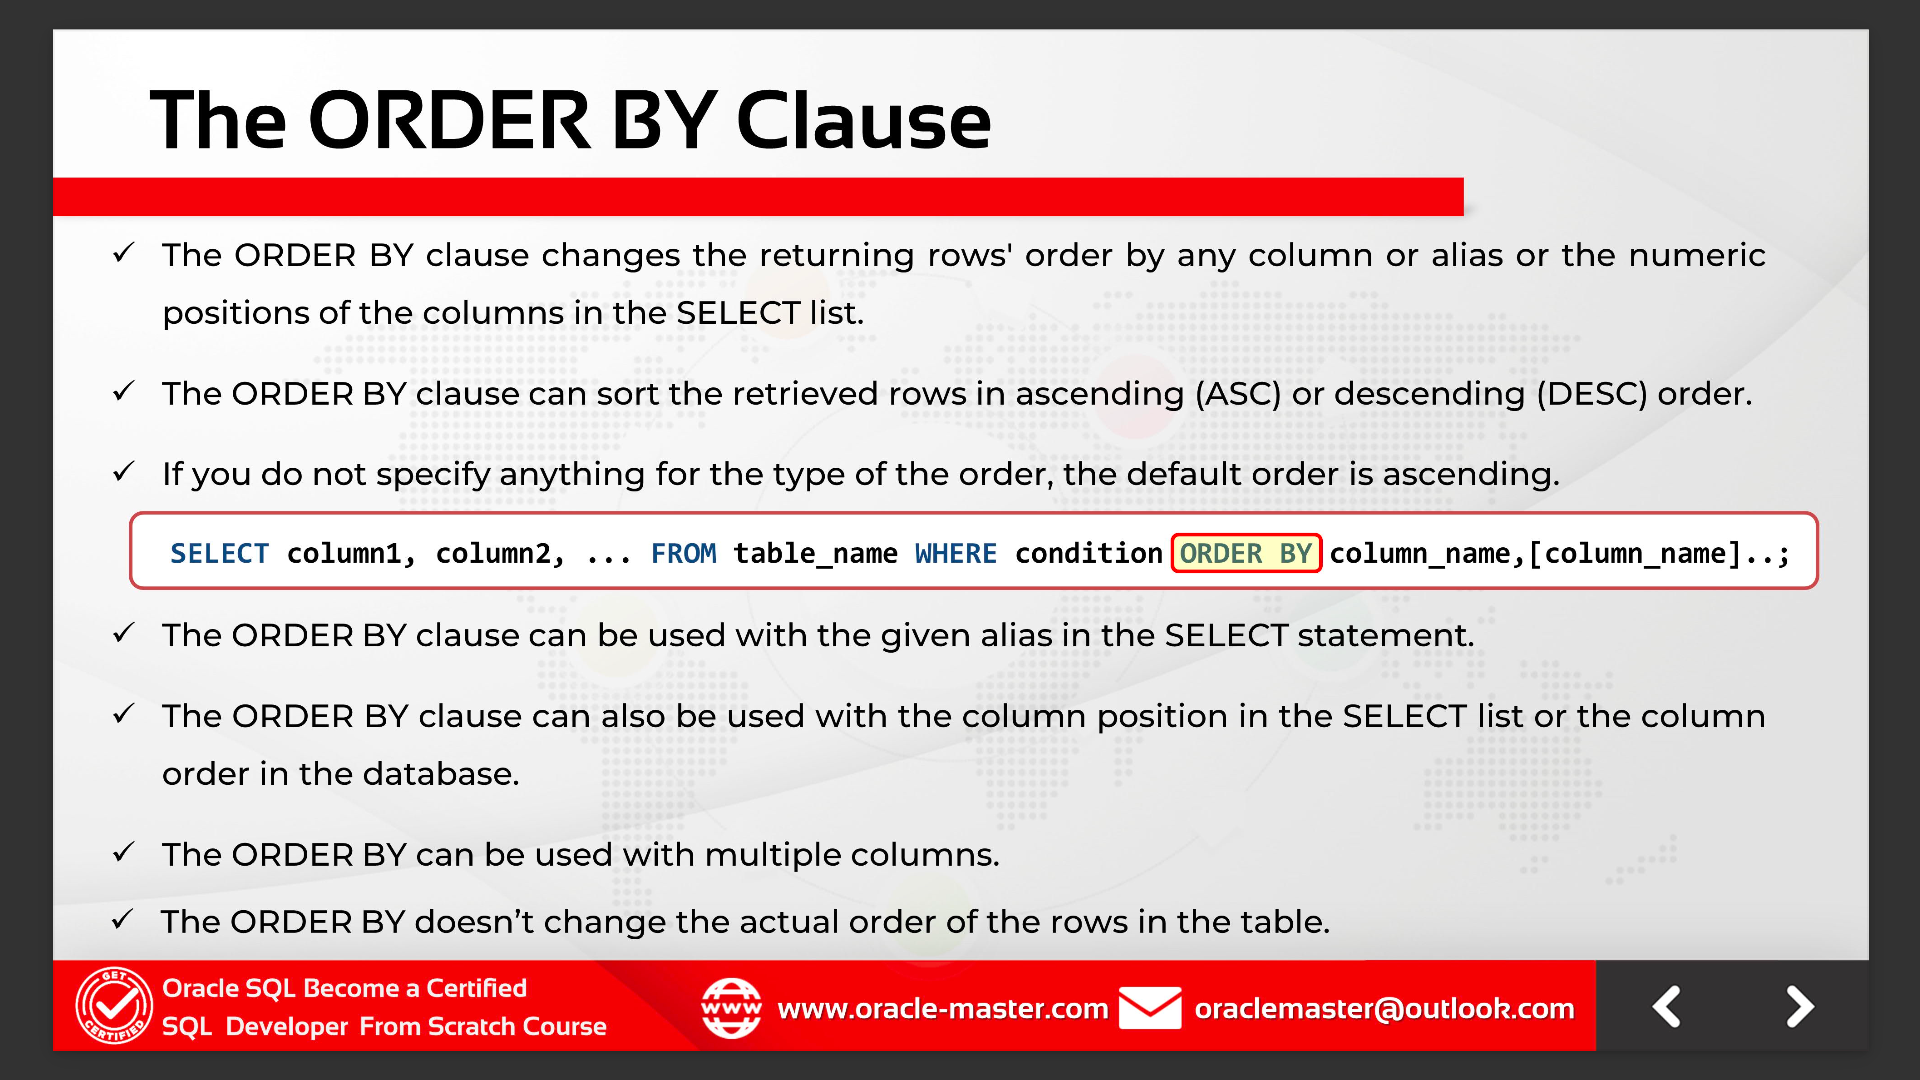 The ORDER BY Clause
✓ The ORDER BY clause changes the returning rows' order by any column or alias or the numeric
positions of the columns in the SELECT list.
✓ The ORDER BY clause can sort the retrieved rows in ascending (ASC) or descending (DESC) order.
✓ If you do not specify anything for the type of the order, the default order is ascending.
SELECT column1, column2, ... FROM table_name WHERE condition ORDER BY column_name,[column_name]..;
✓ The ORDER BY clause can be used with the given alias in the SELECT statement.
✓ The ORDER BY clause can also be used with the column position in the SELECT list or the column
order in the database.
✓ The ORDER BY can be used with multiple columns.
✓ The ORDER BY doesn’t change the actual order of the rows in the table.
GET
CERTIFIED
Oracle SQL Become a Certified
SQL Developer From Scratch Course
WWW
www.oracle-master.com
oraclemaster@outlook.com